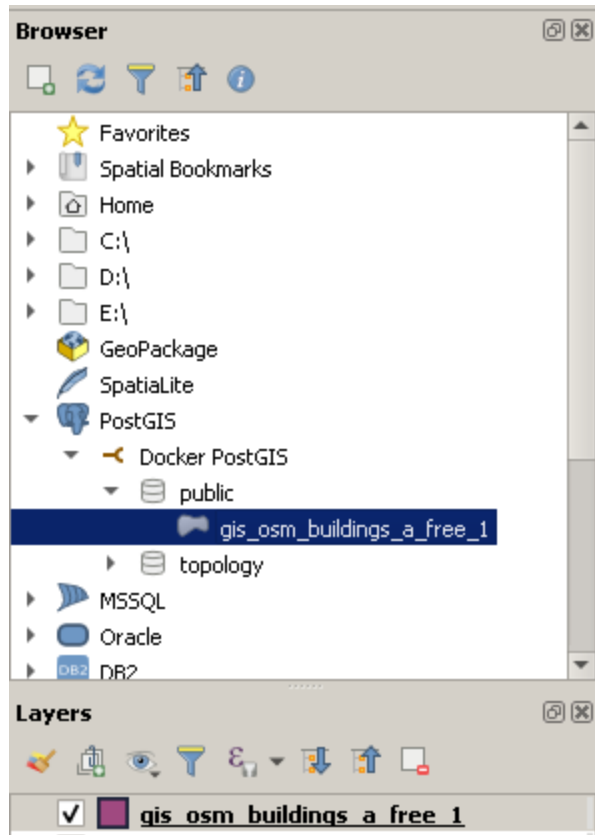 Browser
Favorites
Spatial Bookmarks
Home
C:\
D:\
E:\
GeoPackage
SpatiaLite
PostGIS
Docker PostGIS
public
gis_osm_buildings_a_free_1
topology
MSSQL
Oracle
DB2 DB2
Layers
gis_osm_buildings_a_free_1